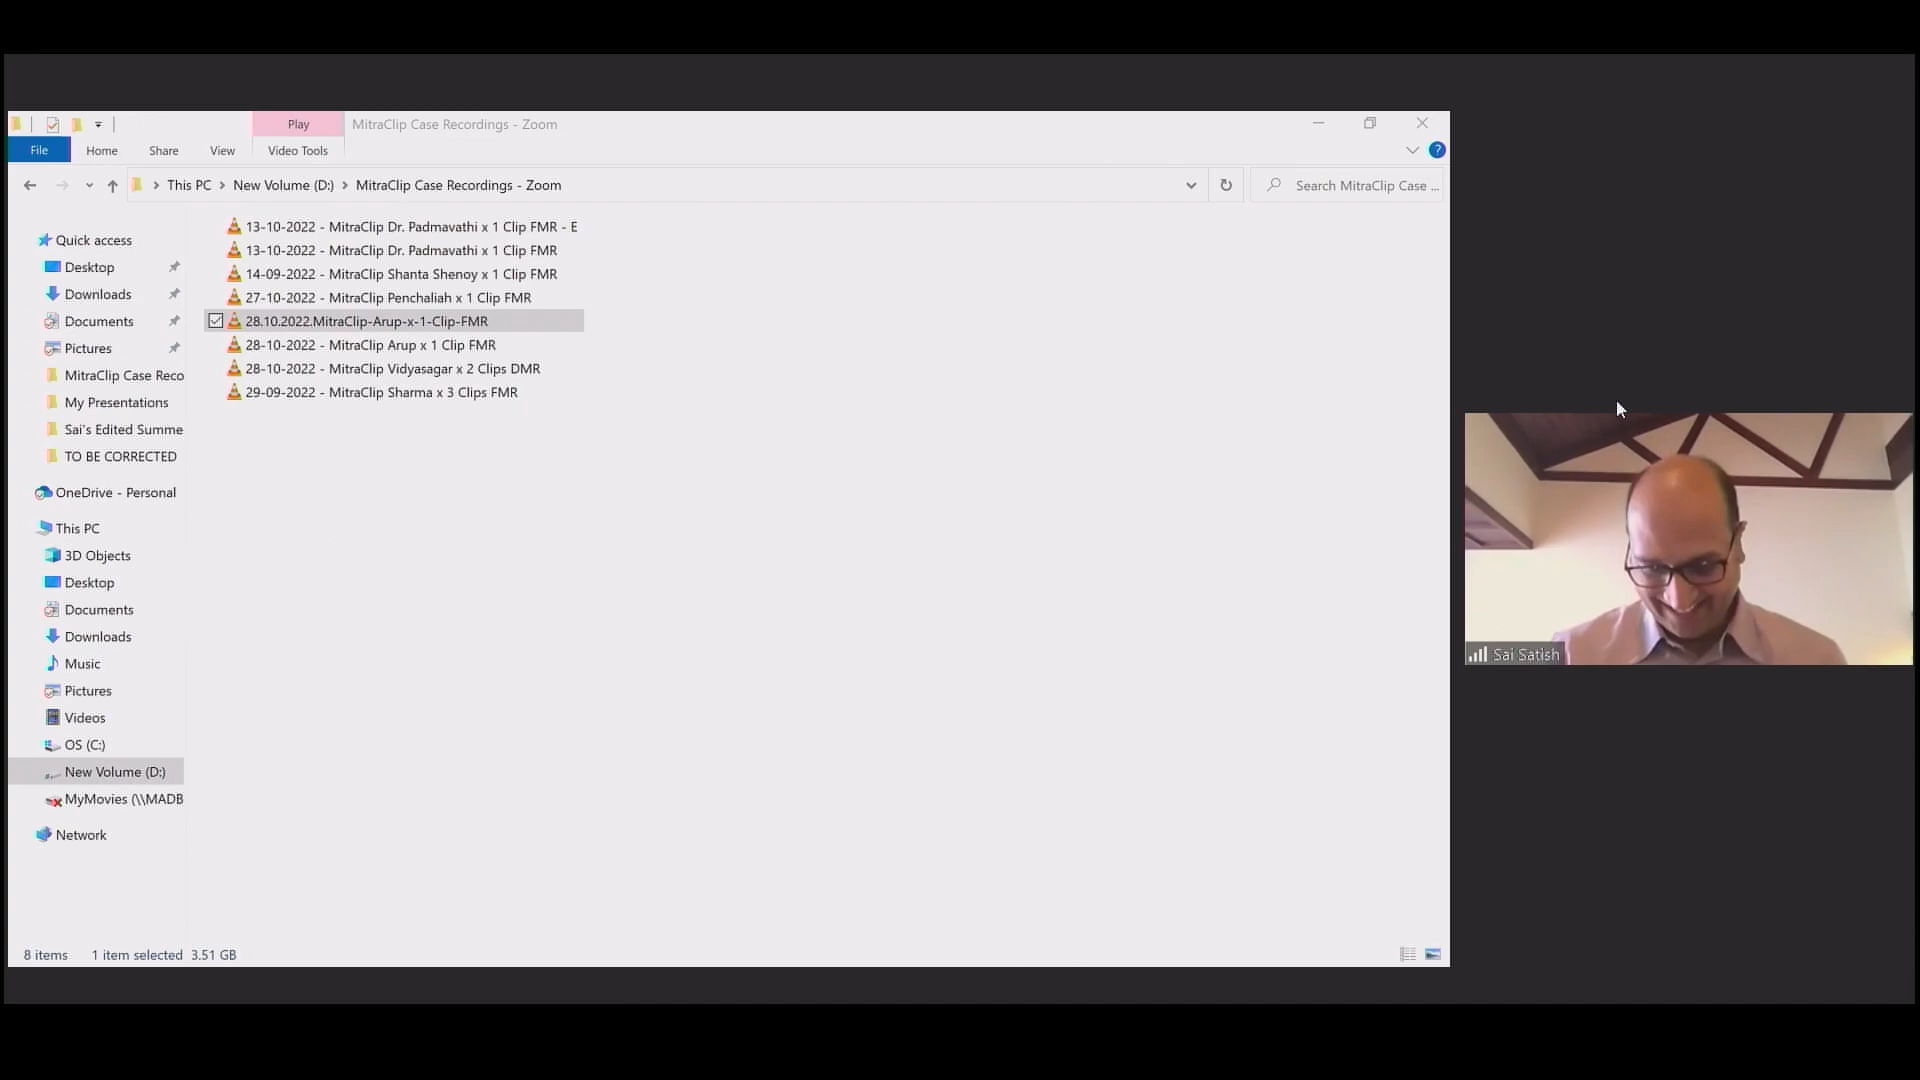 Play
MitraClip Case Recordings - Zoom
File
Home
Share
View
Video Tools
?
This PC
New Volume (D:)
MitraClip Case Recordings - Zoom
Search MitraClip Case ...
Quick access
Desktop
Downloads
Documents
Pictures
MitraClip Case Reco
My Presentations
Sai's Edited Summe
TO BE CORRECTED
OneDrive - Personal
This PC
3D Objects
Desktop
Documents
Downloads
Music
Pictures
Videos
OS (C:)
New Volume (D:)
MyMovies (\\MADB
Network
13-10-2022 - MitraClip Dr. Padmavathi x 1 Clip FMR - E
13-10-2022 - MitraClip Dr. Padmavathi x 1 Clip FMR
14-09-2022 - MitraClip Shanta Shenoy x 1 Clip FMR
27-10-2022 - MitraClip Penchaliah x 1 Clip FMR
28.10.2022.MitraClip-Arup-x-1-Clip-FMR
28-10-2022 - MitraClip Arup x 1 Clip FMR
28-10-2022 - MitraClip Vidyasagar x 2 Clips DMR
29-09-2022 - MitraClip Sharma x 3 Clips FMR
Sai Satish
8 items
1 item selected 3.51 GB